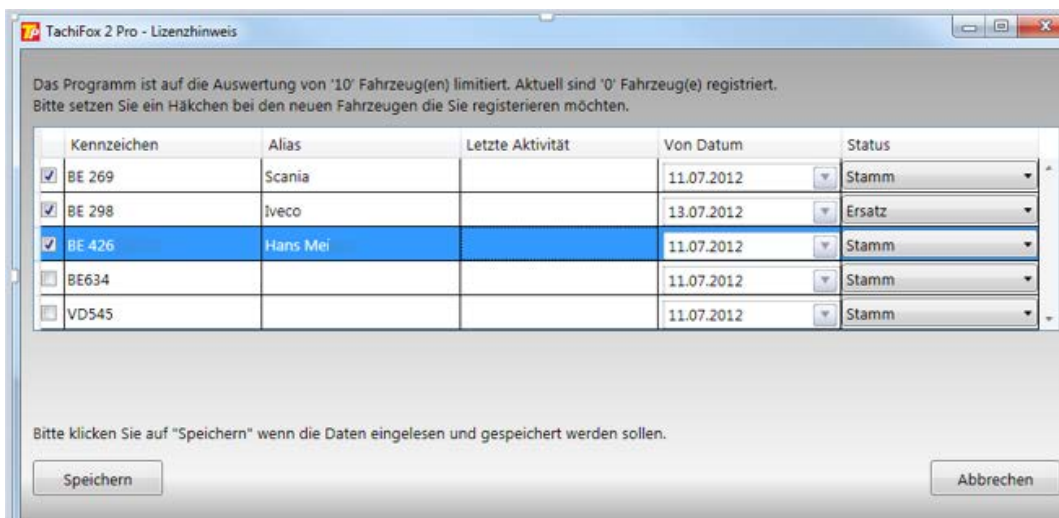 TachiFox 2 Pro - Lizenzhinweis
Das Programm ist auf die Auswertung von '10' Fahrzeug(en) limitiert. Aktuell sind '0' Fahrzeug(e) registriert.
Bitte setzen Sie ein Häkchen bei den neuen Fahrzeugen die Sie registerieren möchten.
Kennzeichen Alias Letzte Aktivität Von Datum Status
BE 269 Scania 11.07.2012 Stamm
BE 298 Iveco 13.07.2012 Ersatz
BE 426 Hans Mei 11.07.2012 Stamm
BE634 11.07.2012 Stamm
VD545 11.07.2012 Stamm
Bitte klicken Sie auf "Speichern" wenn die Daten eingelesen und gespeichert werden sollen.
Speichern Abbrechen